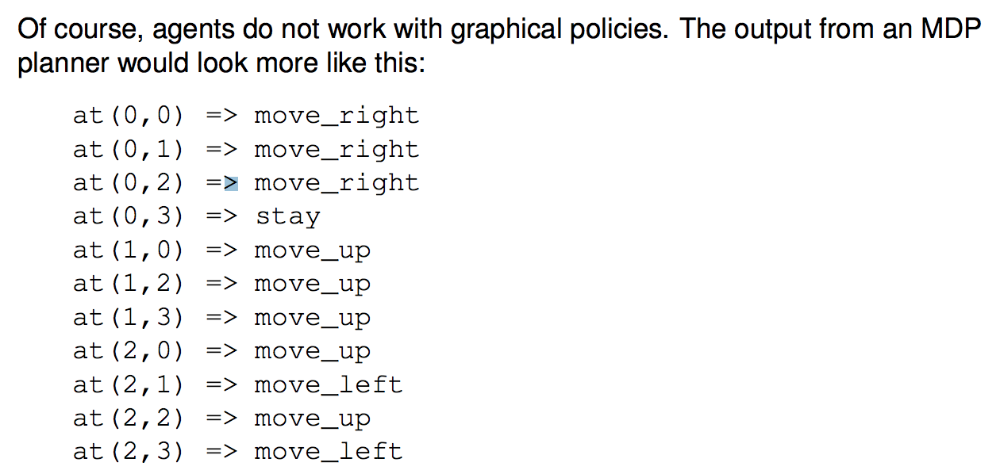 Of course, agents do not work with graphical policies. The output from an MDP
planner would look more like this:
at(0,0) => move_right
at(0,1) => move_right
at(0,2) => move_right
at(0,3) => stay
at(1,0) => move_up
at(1,2) => move_up
at(1,3) => move_up
at(2,0) => move_up
at(2,1) => move_left
at(2,2) => move_up
at(2,3) => move_left